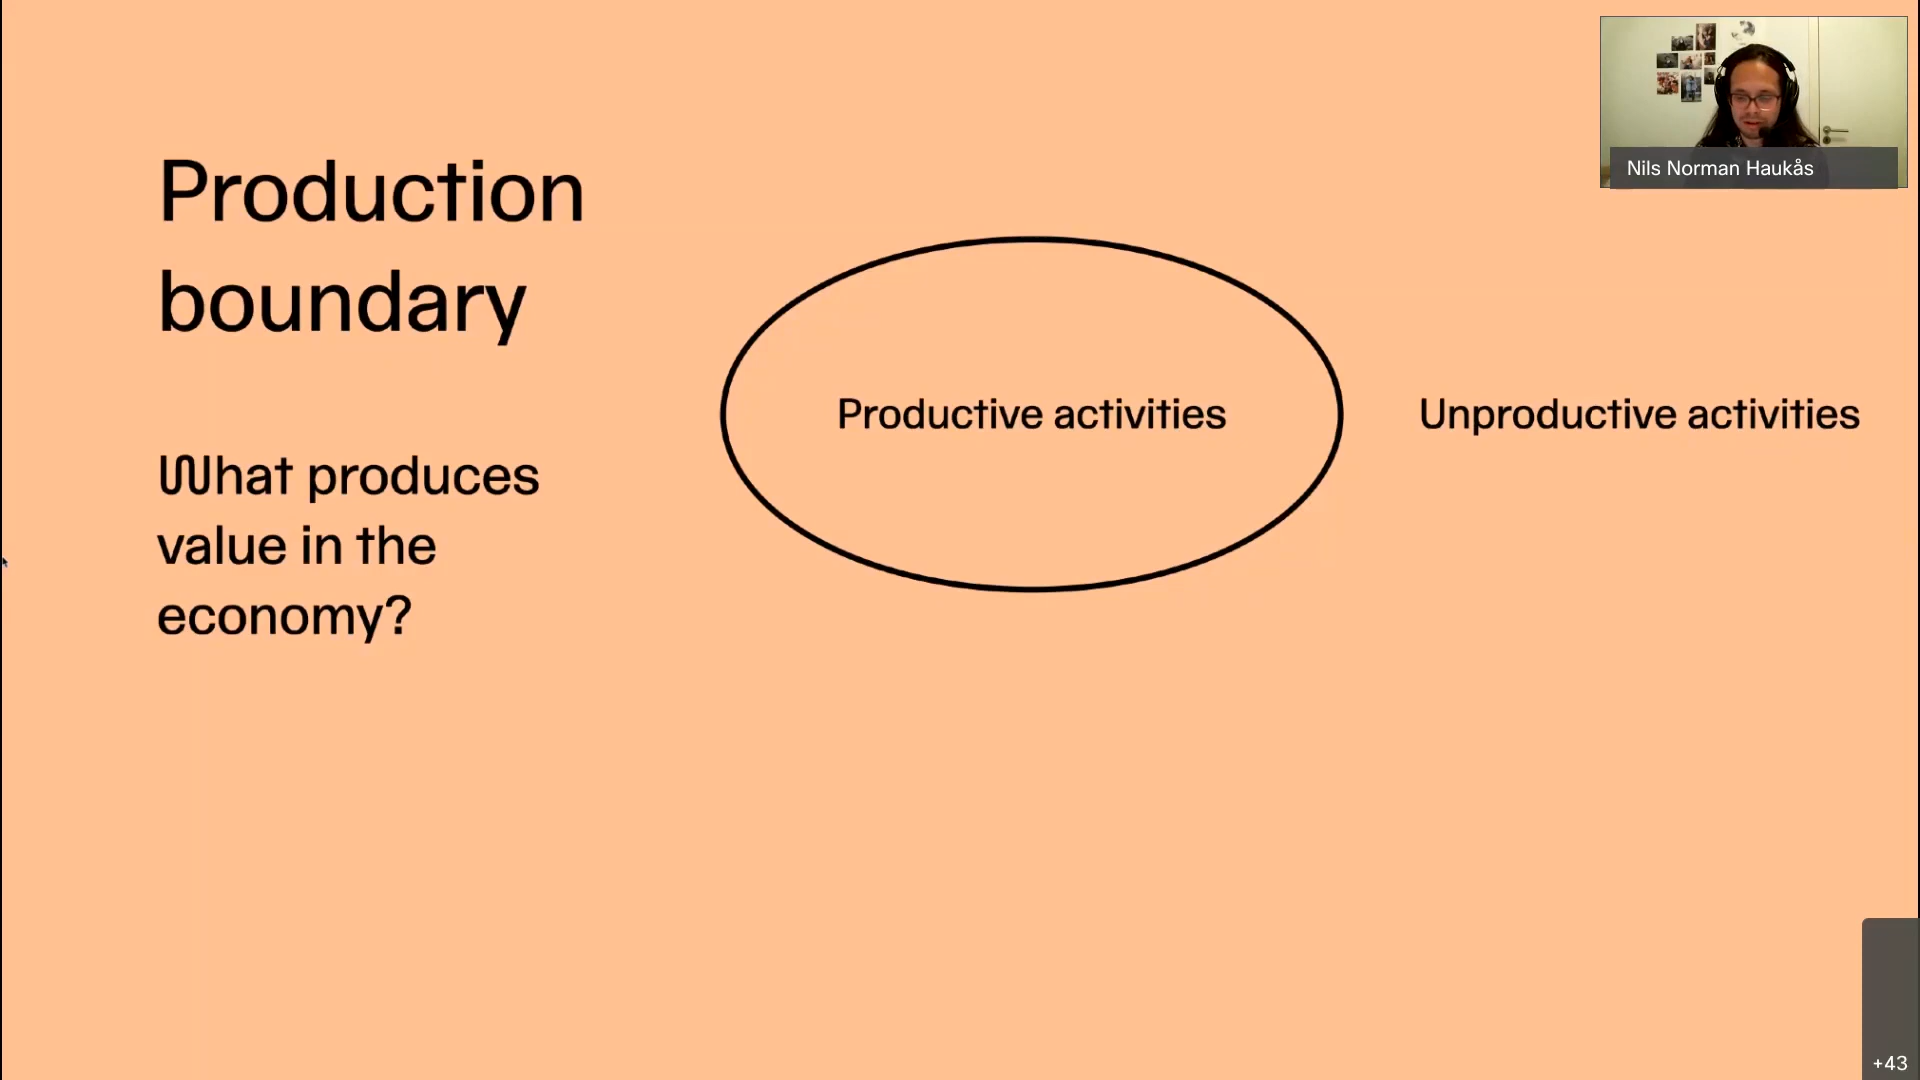 Production
boundary
What produces
value in the
economy?
Productive activities
Unproductive activities
Nils Norman Haukås
+43